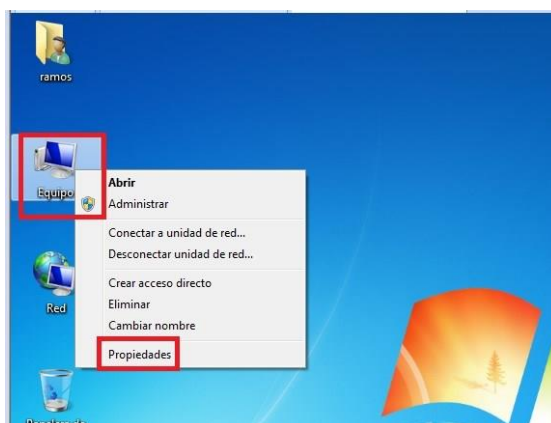 ramos
Equipo
Abrir
Administrar
Conectar a unidad de red...
Desconectar unidad de red...
Crear acceso directo
Eliminar
Cambiar nombre
Propiedades
Red